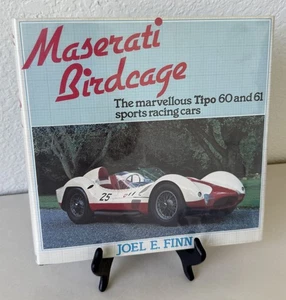 Maserati
Birdcage
The marvellous Tipo 60 and 61
sports racing cars
25
JOEL E. FINN